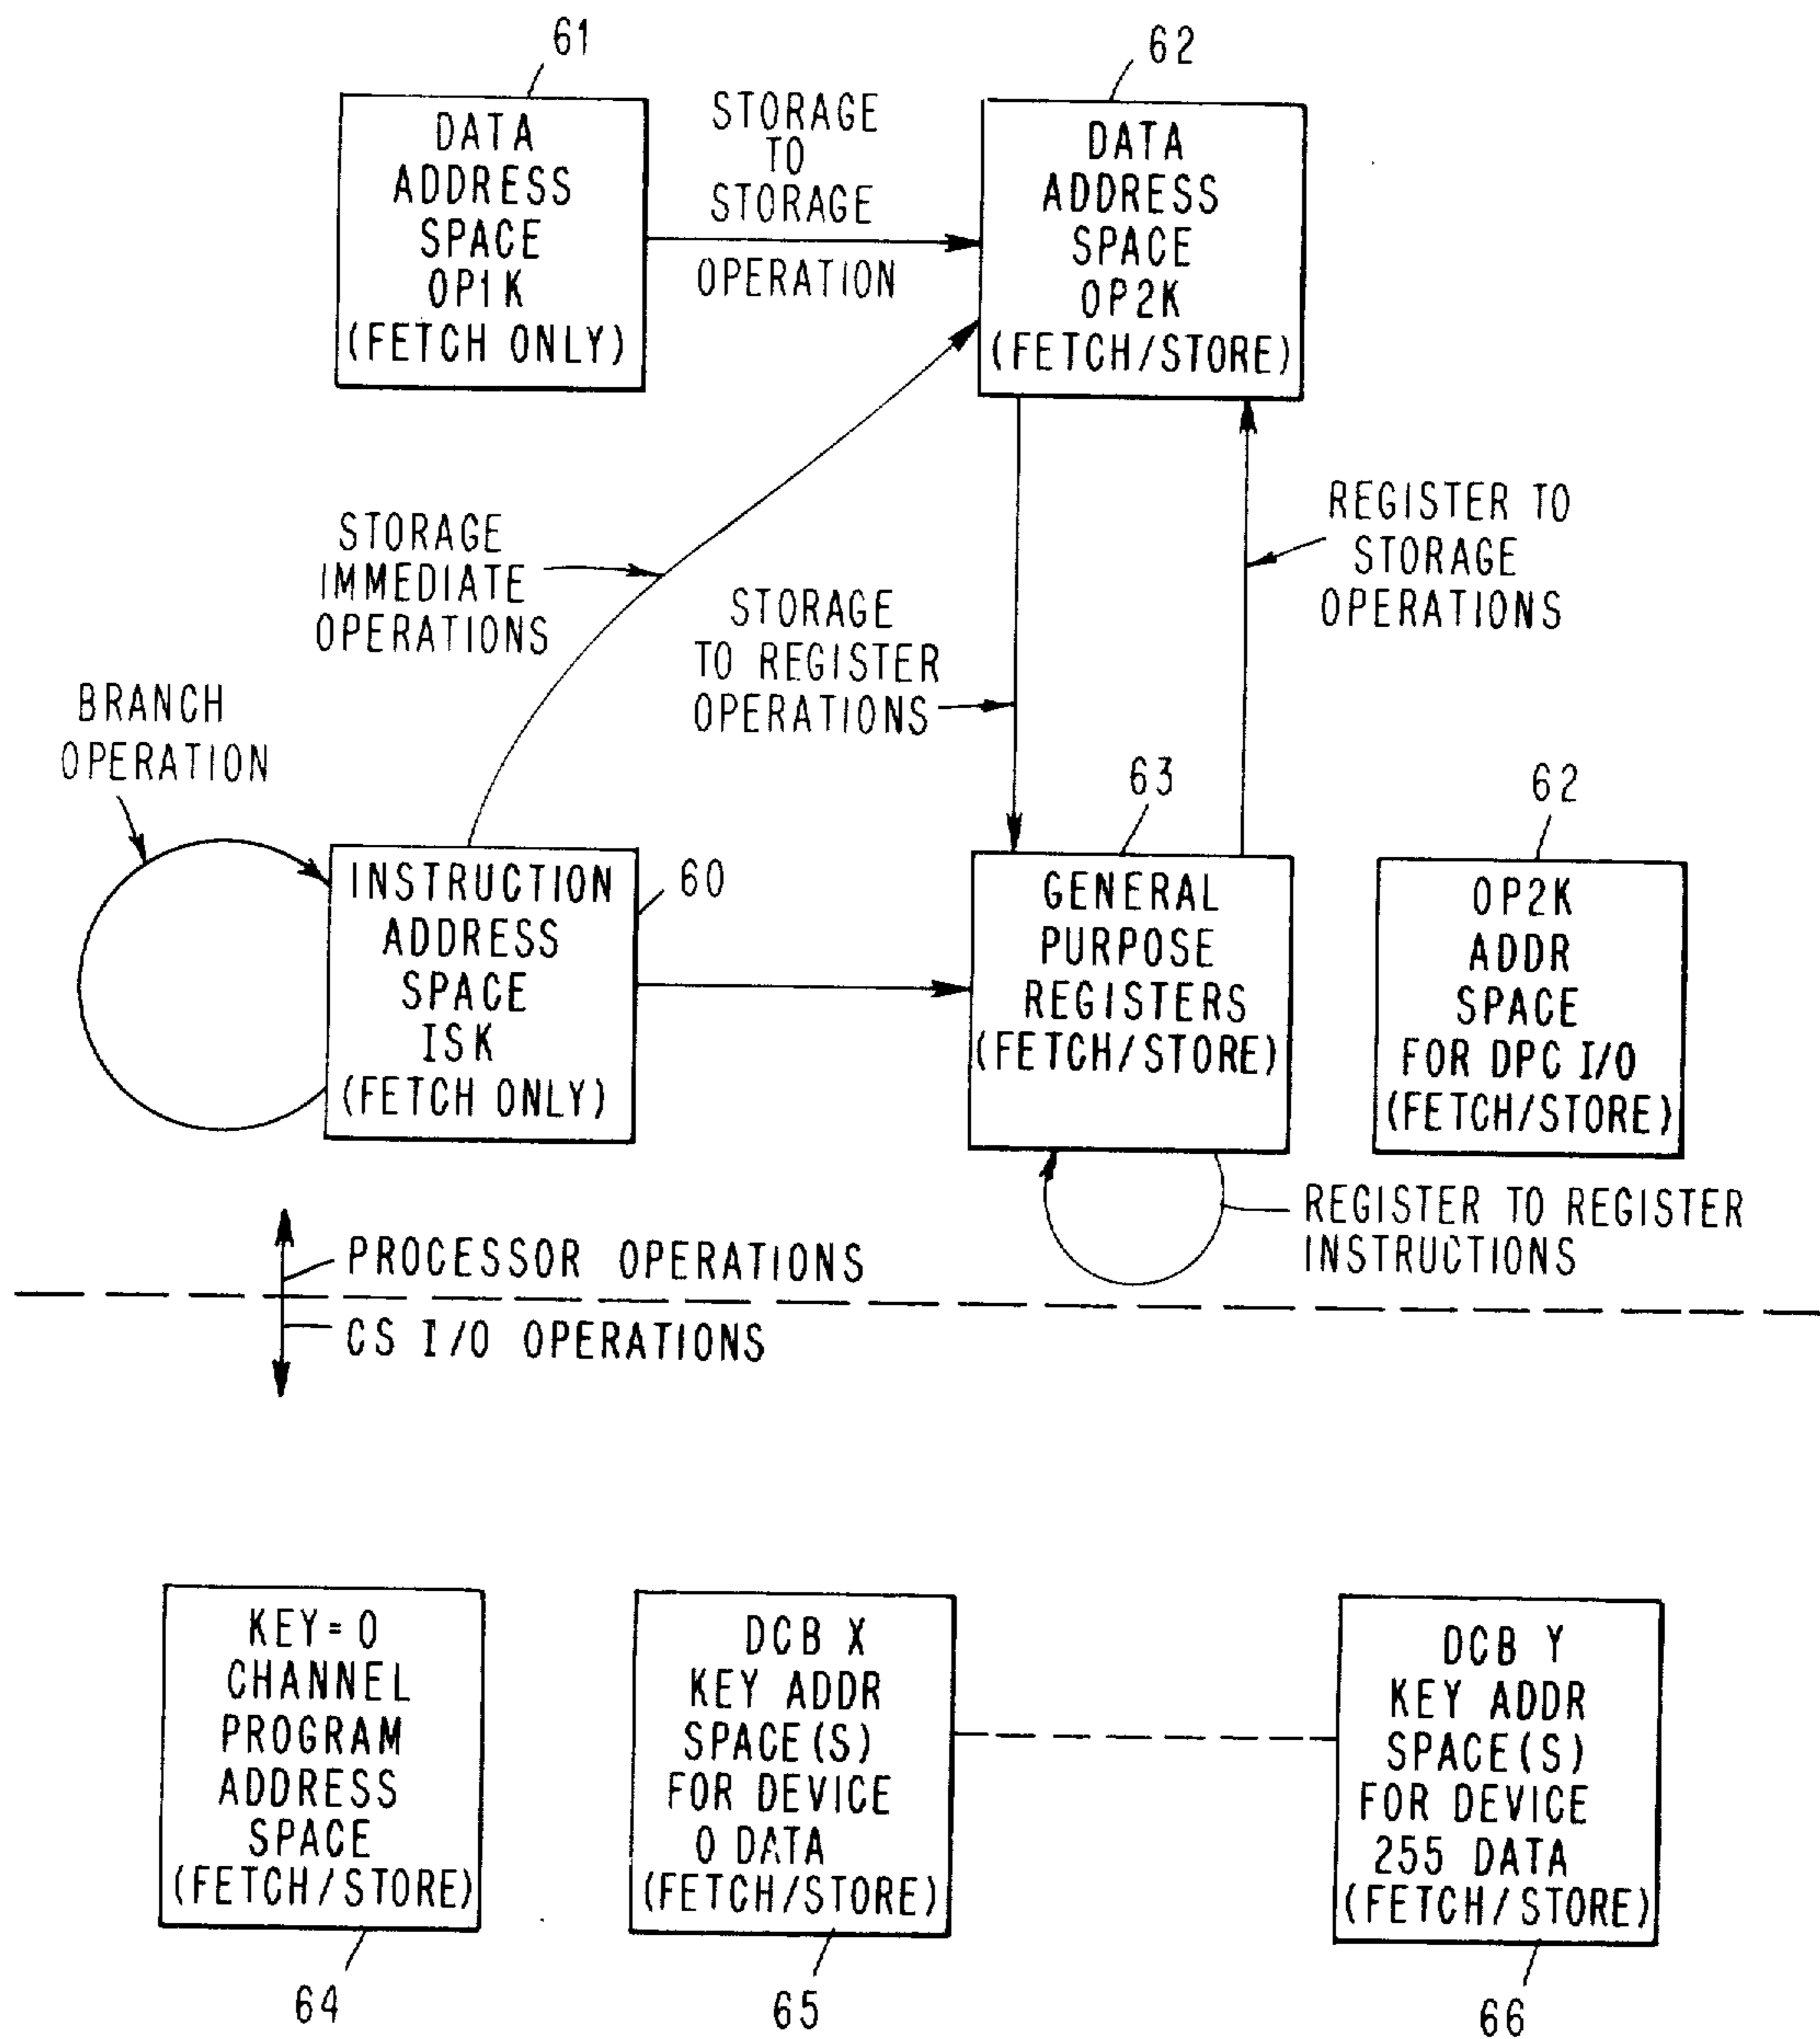 61
DATA
ADDRESS
SPACE
OP1K
(FETCH ONLY)
STORAGE
TO
STORAGE
OPERATION
62
DATA
ADDRESS
SPACE
OP2K
(FETCH/STORE)
STORAGE
IMMEDIATE
OPERATIONS
STORAGE
TO REGISTER
OPERATIONS
REGISTER TO
STORAGE
OPERATIONS
BRANCH
OPERATION
INSTRUCTION
ADDRESS
SPACE
ISK
(FETCH ONLY)
60
63
GENERAL
PURPOSE
REGISTERS
(FETCH/STORE)
62
OP2K
ADDR
SPACE
FOR DPC I/O
(FETCH/STORE)
REGISTER TO REGISTER
INSTRUCTIONS
PROCESSOR OPERATIONS
CS I/O OPERATIONS
KEY=0
CHANNEL
PROGRAM
ADDRESS
SPACE
(FETCH/STORE)
64
DCB X
KEY ADDR
SPACE(S)
FOR DEVICE
0 DATA
(FETCH/STORE)
65
DCB Y
KEY ADDR
SPACE(S)
FOR DEVICE
255 DATA
(FETCH/STORE)
66